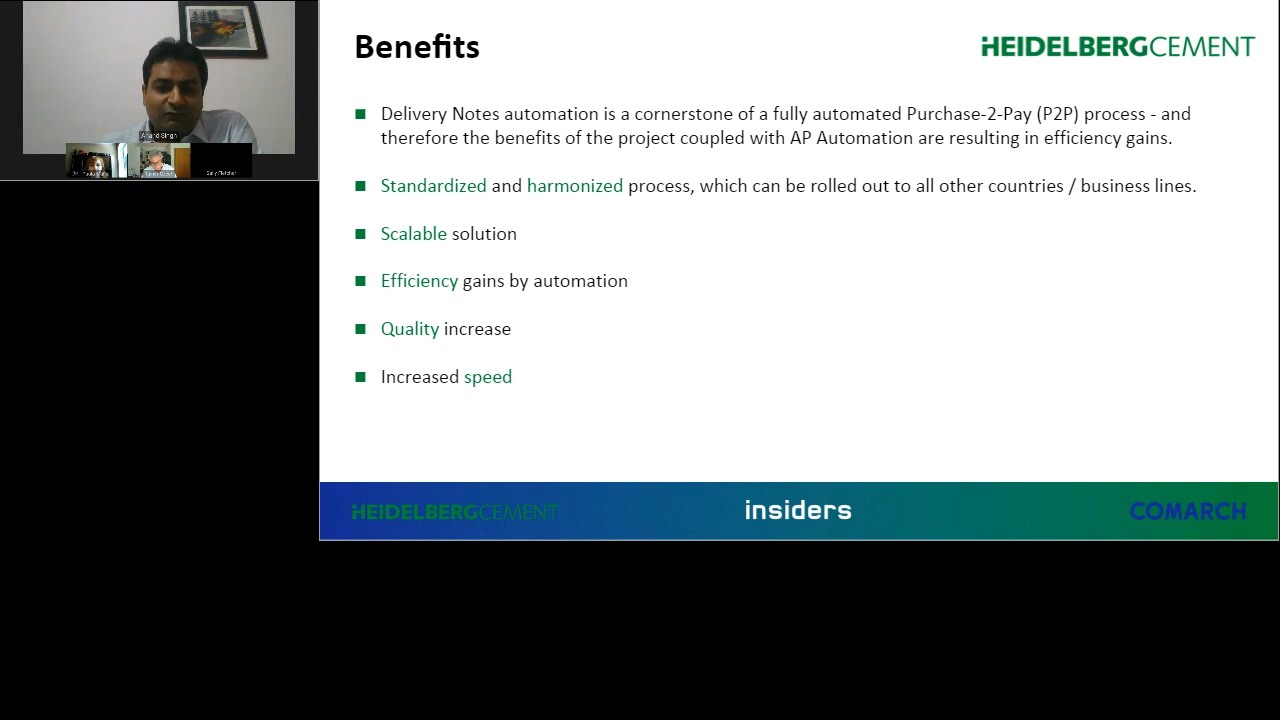 Anand Singh
Sally Fletcher
Benefits
HEIDELBERGCEMENT
Delivery Notes automation is a cornerstone of a fully automated Purchase-2-Pay (P2P) process - and
therefore the benefits of the project coupled with AP Automation are resulting in efficiency gains.
Standardized and harmonized process, which can be rolled out to all other countries / business lines.
Scalable solution
Efficiency gains by automation
Quality increase
Increased speed
HEIDELBERGCEMENT
insiders
COMARCH